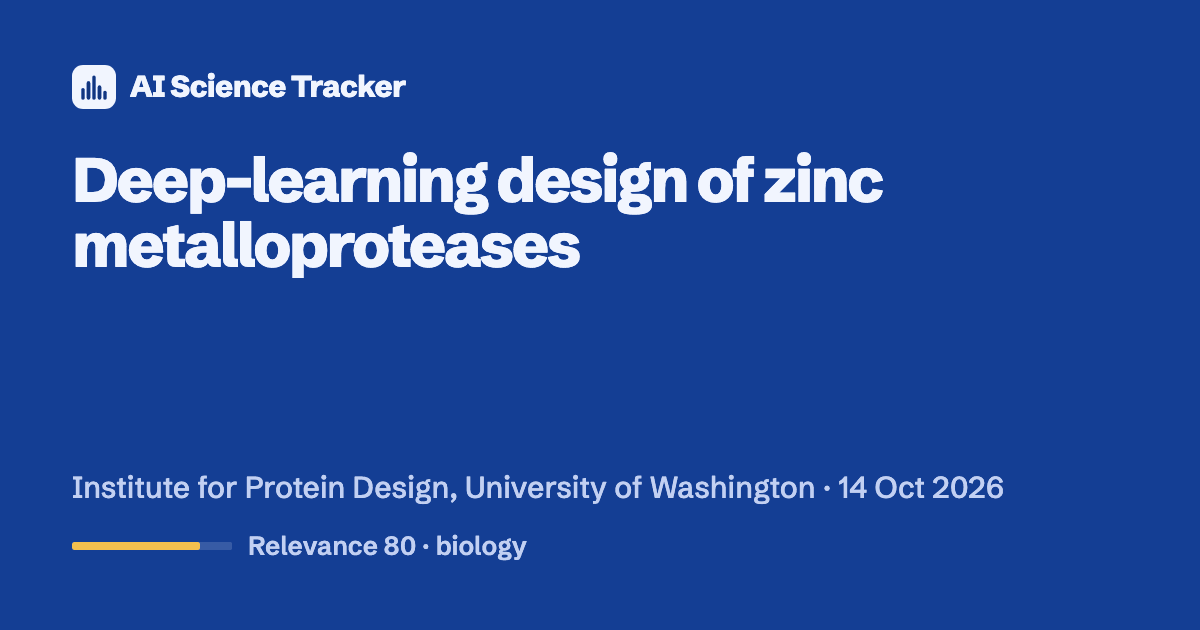 AI Science Tracker
Deep-learning design of zinc
metalloproteases
Institute for Protein Design, University of Washington · 14 Oct 2026
Relevance 80 · biology